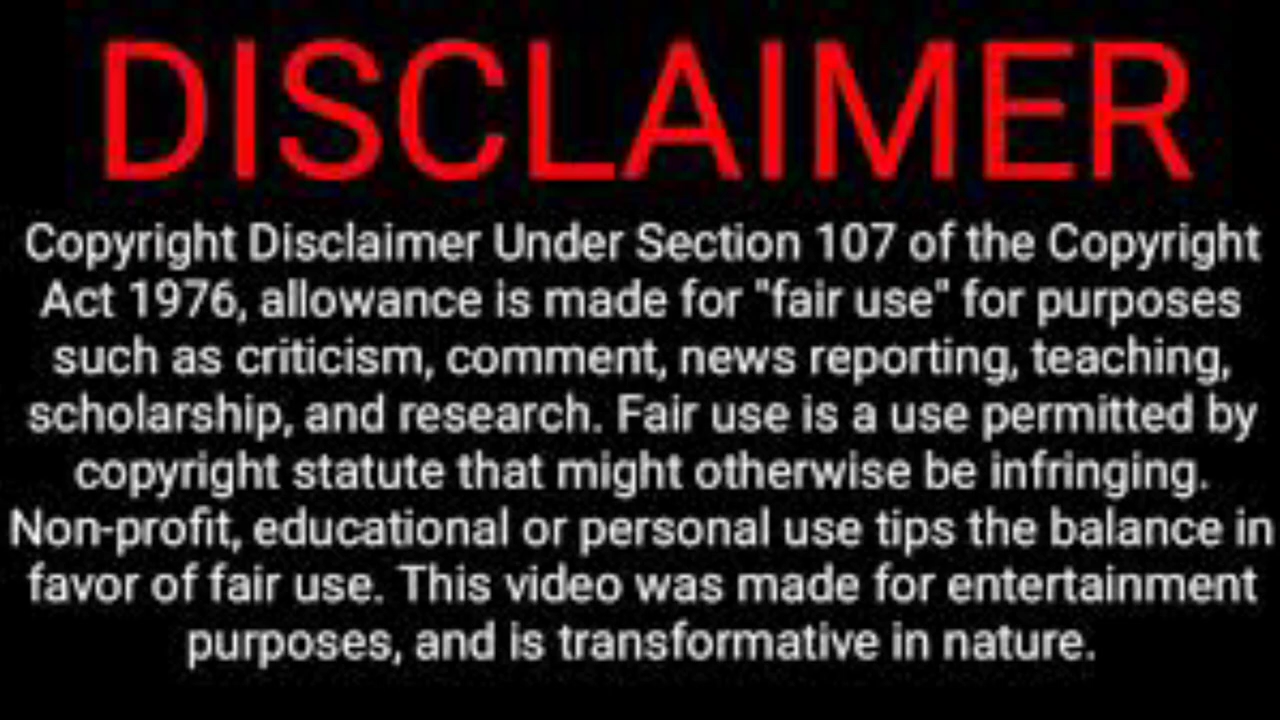 DISCLAIMER
Copyright Disclaimer Under Section 107 of the Copyright
Act 1976, allowance is made for "fair use" for purposes
such as criticism, comment, news reporting, teaching,
scholarship, and research. Fair use is a use permitted by
copyright statute that might otherwise be infringing.
Non-profit, educational or personal use tips the balance in
favor of fair use. This video was made for entertainment
purposes, and is transformative in nature.